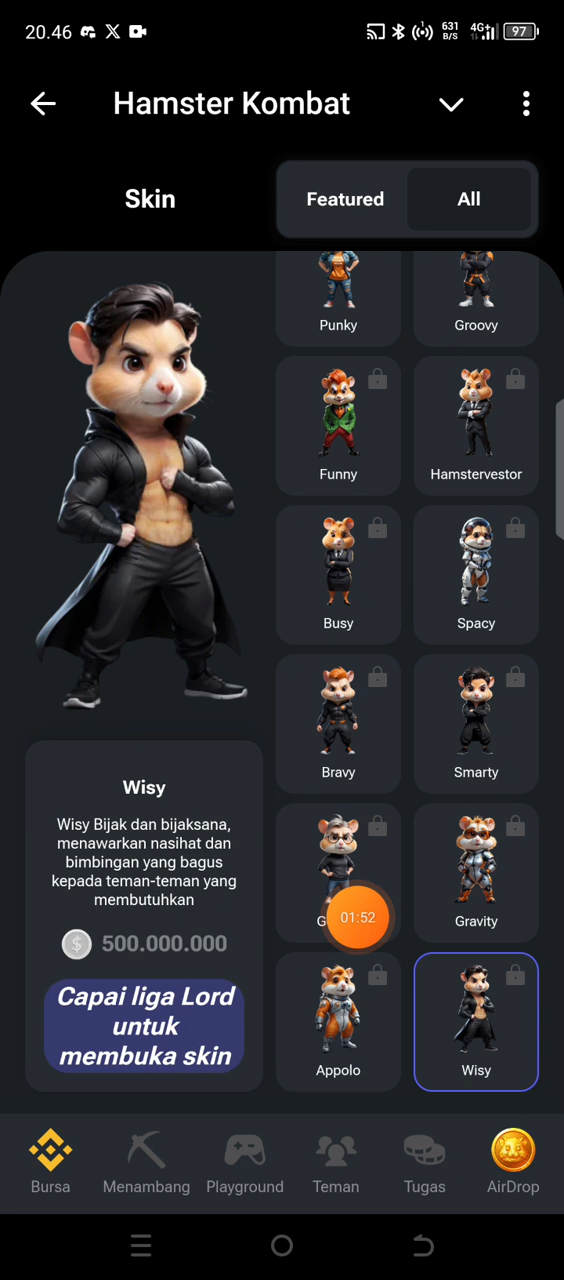 20.46
631
B/S
4G+
97
Hamster Kombat
Skin
Featured
All
Punky
Groovy
Funny
Hamstervestor
Busy
Spacy
Bravy
Smarty
01:52
Gravity
Appolo
Wisy
Wisy
Wisy Bijak dan bijaksana,
menawarkan nasihat dan
bimbingan yang bagus
kepada teman-teman yang
membutuhkan
500.000.000
Capai liga Lord
untuk
membuka skin
Bursa
Menambang
Playground
Teman
Tugas
AirDrop